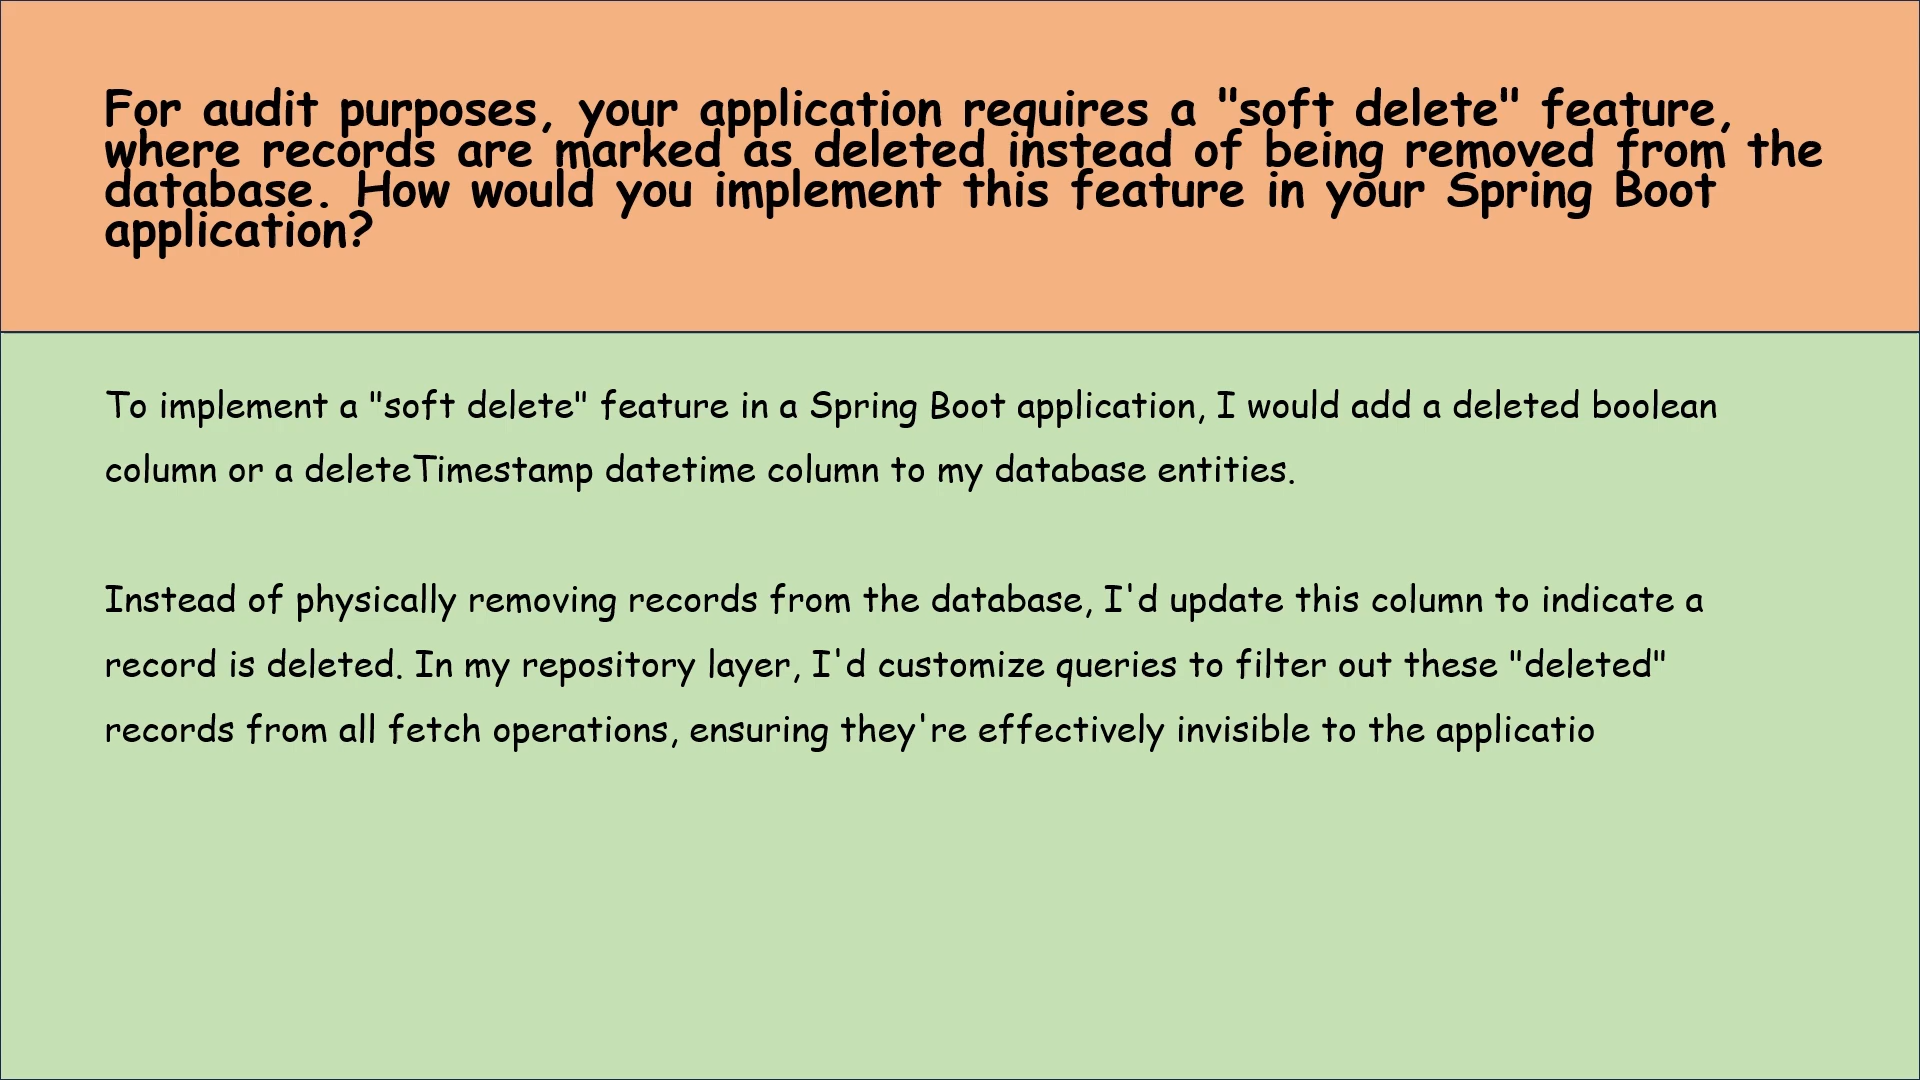 For audit purposes, your application requires a "soft delete" feature,
where records are marked as deleted instead of being removed from the
database. How would you implement this feature in your Spring Boot
application?
To implement a "soft delete" feature in a Spring Boot application, I would add a deleted boolean
column or a deleteTimestamp datetime column to my database entities.
Instead of physically removing records from the database, I'd update this column to indicate a
record is deleted. In my repository layer, I'd customize queries to filter out these "deleted"
records from all fetch operations, ensuring they're effectively invisible to the applicatio